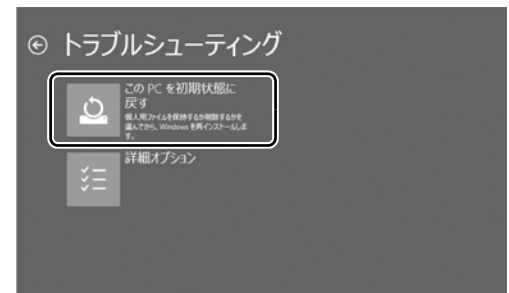 トラブルシューティング
この PC を初期状態に
戻す
個人用ファイルを保持するか削除するかを
選んでから、Windows を再インストールしま
す。
詳細オプション